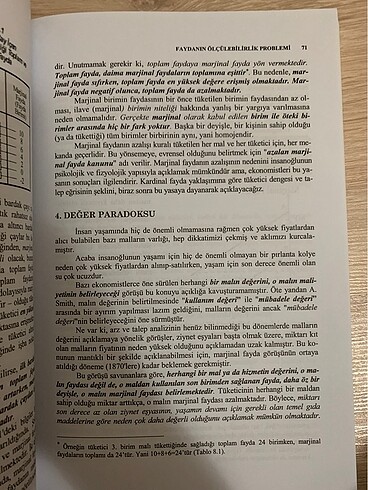 FAYDANIN ÖLÇÜLEBİLİRLİK PROBLEMİ 71
dir. Unutmamak gerekir ki, toplam faydaya marjinal fayda yön vermektedir.
Toplam fayda, daima marjinal faydaların toplamına eşittir*. Bu nedenle, mar-
jinal fayda sıfırken, toplam fayda en yüksek değere erişmiş olmaktadır. Mar-
jinal fayda negatif olunca, toplam fayda da azalmaktadır.
Marjinal birimin faydasının bir önce tüketilen birimin faydasından az ol-
ması, ilave (marjinal) birimin niteliği hakkında yanlış bir yargıya varılmasına
neden olmamalıdır. Gerçekte marjinal olarak kabul edilen birim ile öteki bi-
rimler arasında hiç bir fark yoktur. Başka bir deyişle, bir kişinin sahip olduğu
(ya da tükettiği) tüm birimler birbirinin aynı, yani homojendir.
Marjinal faydanın azalışı kuralı tüketilen her mal ve her tüketici için, her
mekanda geçerlidir. Bu yönsemeye, evrensel olduğunu belirtmek için "azalan marji-
nal fayda kanunu" adı verilir. Marjinal faydanın azalışının nedenini insanoğlunun
psikolojik ve fizyolojik yapısıyla açıklamak mümkündür ama, ekonomistleri bu ya-
sanın sonuçları ilgilendirir. Kardinal fayda yaklaşımına göre tüketici dengesi ve ta-
lep eğrisinin şeklini, biraz sonra bu yasaya dayanarak açıklayacağız.
4. DEĞER PARADOKSU
İnsan yaşamında hiç de önemli olmamasına rağmen çok yüksek fiyatlardan
alıcı bulabilen bazı malların varlığı, hep dikkatimizi çekmiş ve aklımızı kurcala-
mıştır.
Acaba insanoğlunun yaşamı için hiç de önemli olmayan bir pırlanta kolye
neden çok yüksek fiyatlardan alınıp-satılırken, yaşam için son derece önemli olan
su çok ucuzdur.
Bazı ekonomistlerce öne sürülen herhangi bir malın değerini, o malın mali-
yetinin belirleyeceği görüşü bu konuyu açıklığa kavuşturamamıştır. Öte yandan A.
Smith, malın değerinin belirtilmesinde "kullanım değeri" ile "mübadele değeri"
arasında bir ayırım yapılması lazım geldiğini, malların değerini ancak "mübadele
değeri"nin belirleyeceğini öne sürmüştür.
Ne var ki, arz ve talep analizinin henüz bilinmediği bu dönemlerde malların
değerini açıklamaya yönelik görüşler, ziynet eşyaları başta olmak üzere, miktarı kıt
olan malların fiyatının neden yüksek olduğunu açıklamadan uzak kalmıştır. Bu ko-
nunun mantıklı bir şekilde açıklanabilmesi için, marjinal fayda görüşünün ortaya
atıldığı döneme (1870'lere) kadar beklemek gerekmiştir.
Bu görüşü savunanlara göre, herhangi bir mal ya da hizmetin değerini, o ma-
lın faydası değil de, o maldan kullanılan son birimden sağlanan fayda, daha öz bir
deyişle, o malın marjinal faydası belirlemektedir. Tüketicinin herhangi bir maldan
sahip olduğu miktar arttıkça, o malın marjinal faydası azalmaktadır. Böylece, miktarı
son derece az olan ziynet eşyasının, yaşamın devamı için gerekli olan temel gıda
maddelerine göre neden çok daha değerli olduğunu açıklamak mümkün olmaktadır.
* Örneğin tüketici 3. birim malı tükettiğinde sağladığı toplam fayda 24 birimken, marjinal
faydaların toplamı da 24'tür. Yani 10+8+6=24'tür (Tablo 8.1).